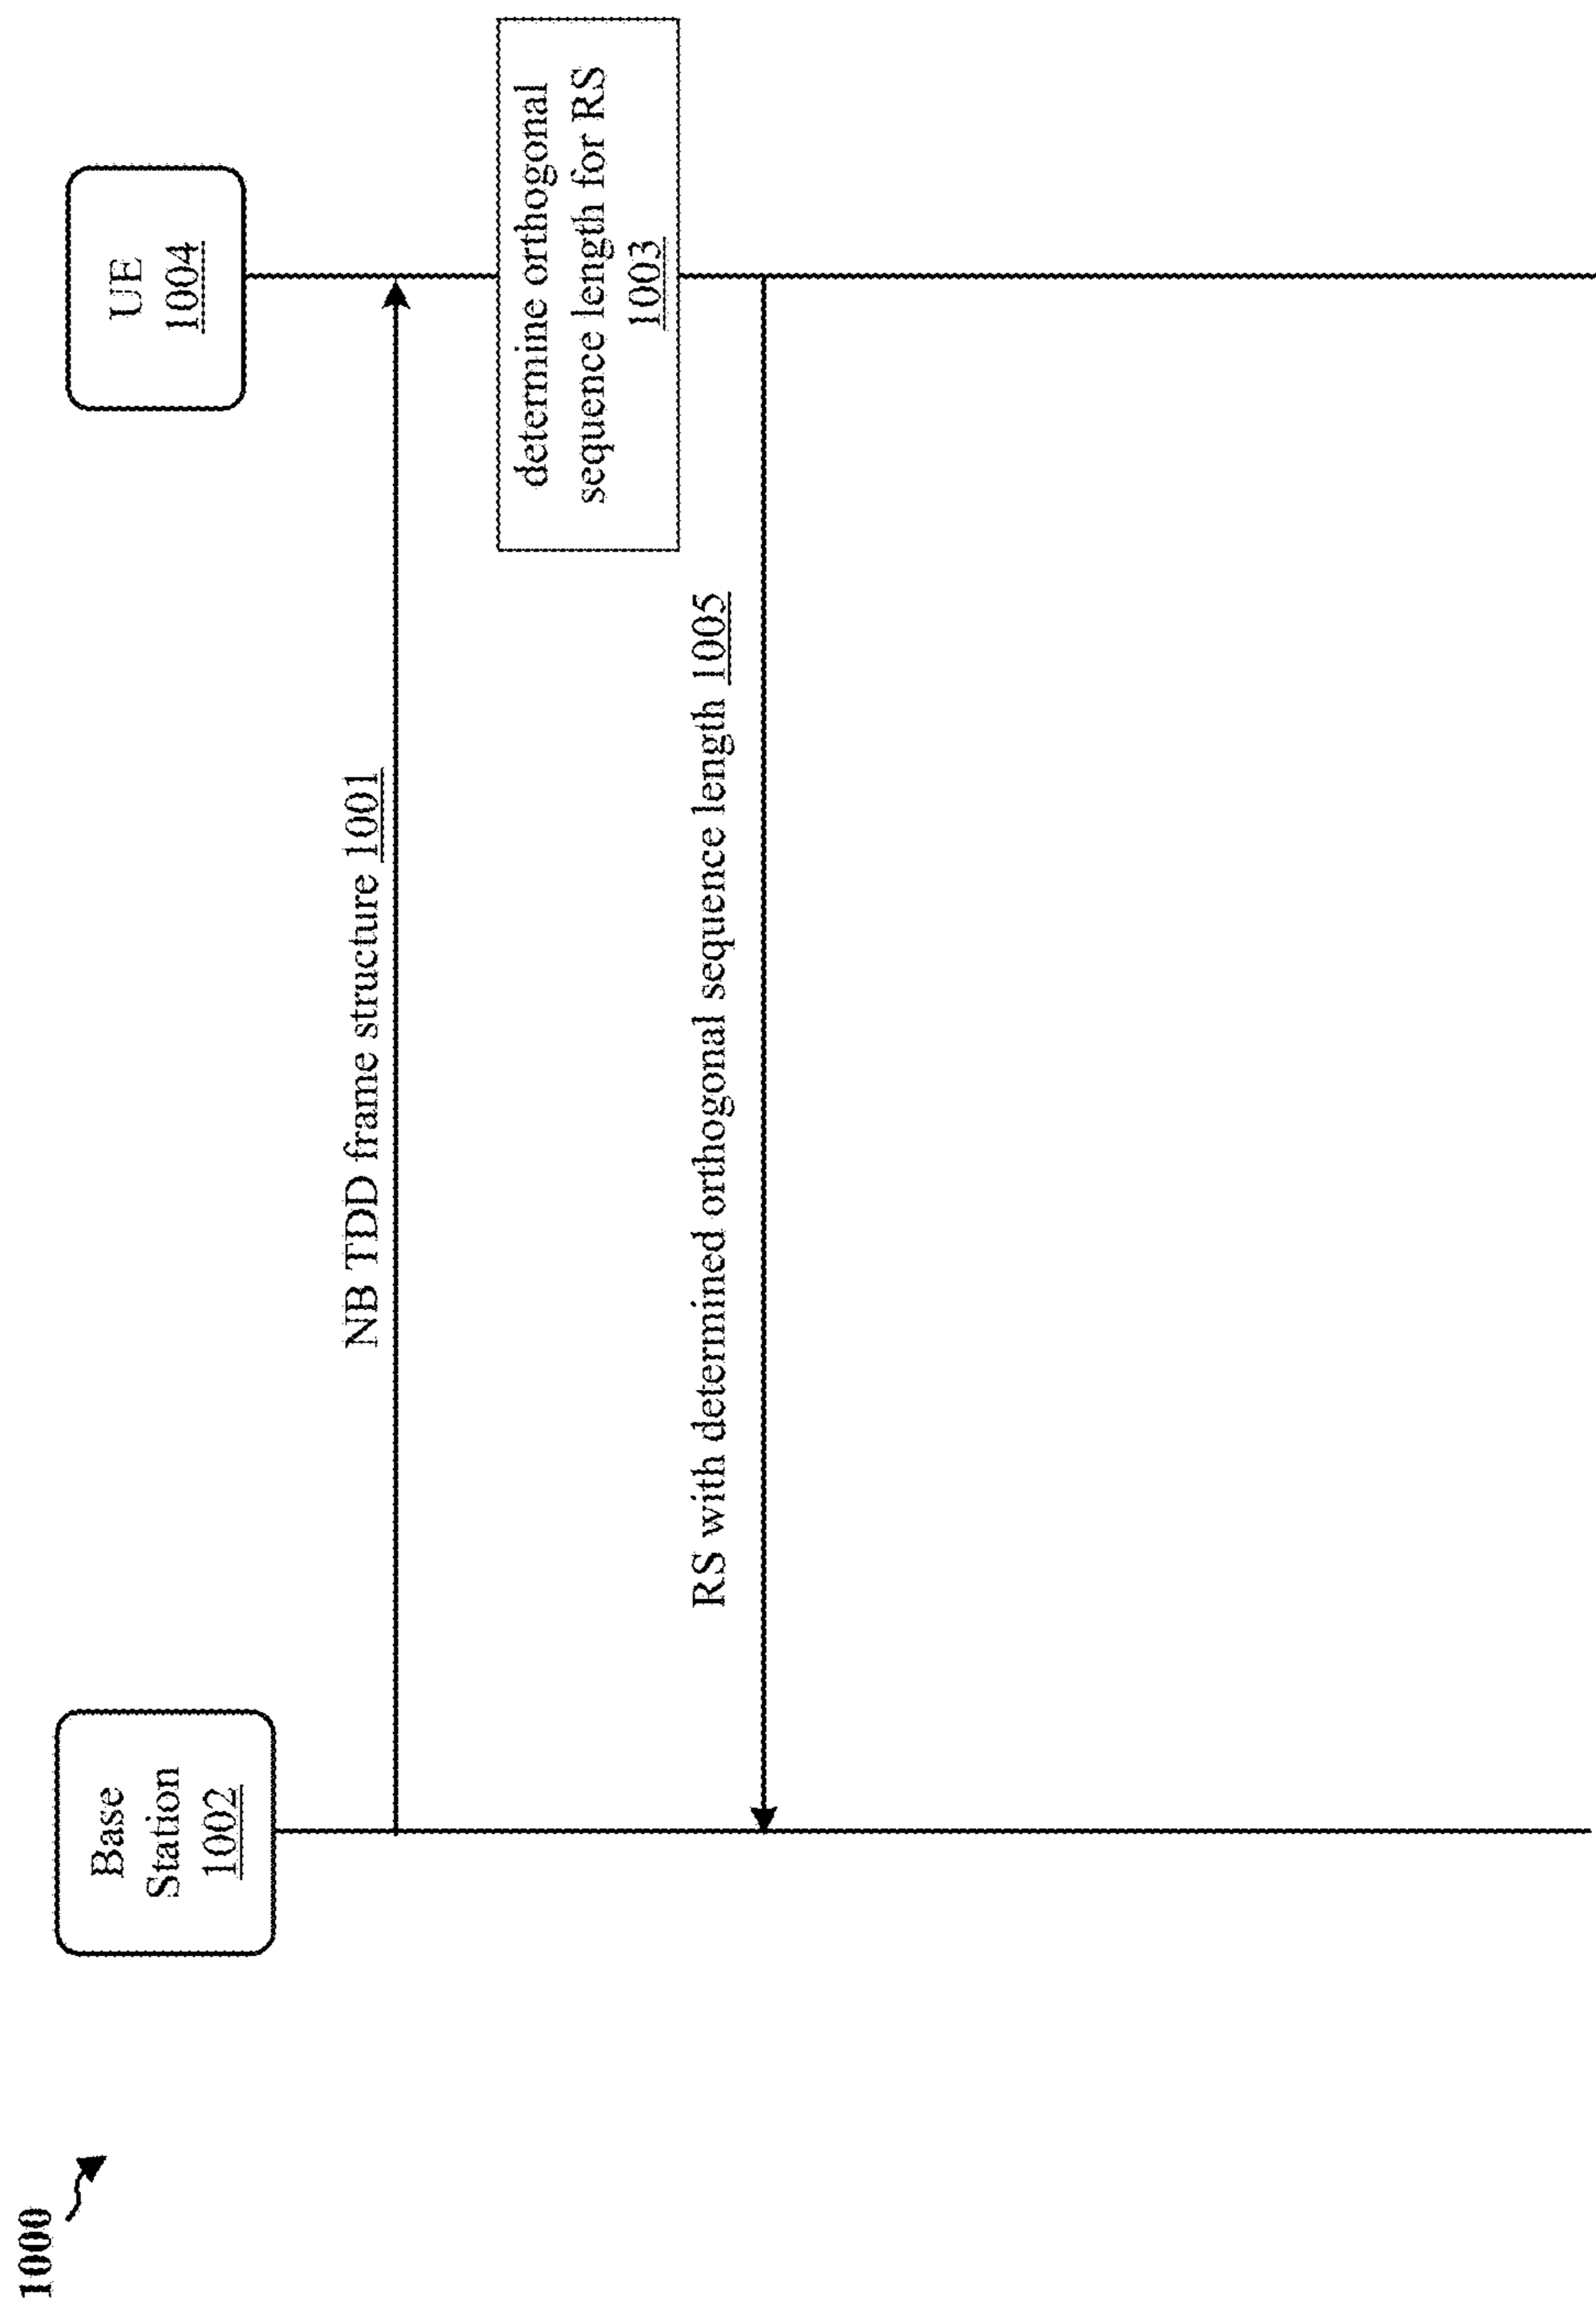 1000
Base
Station
1002
UE
1004
NB TDD frame structure 1001
determine orthogonal
sequence length for RS
1003
RS with determined orthogonal sequence length 1005